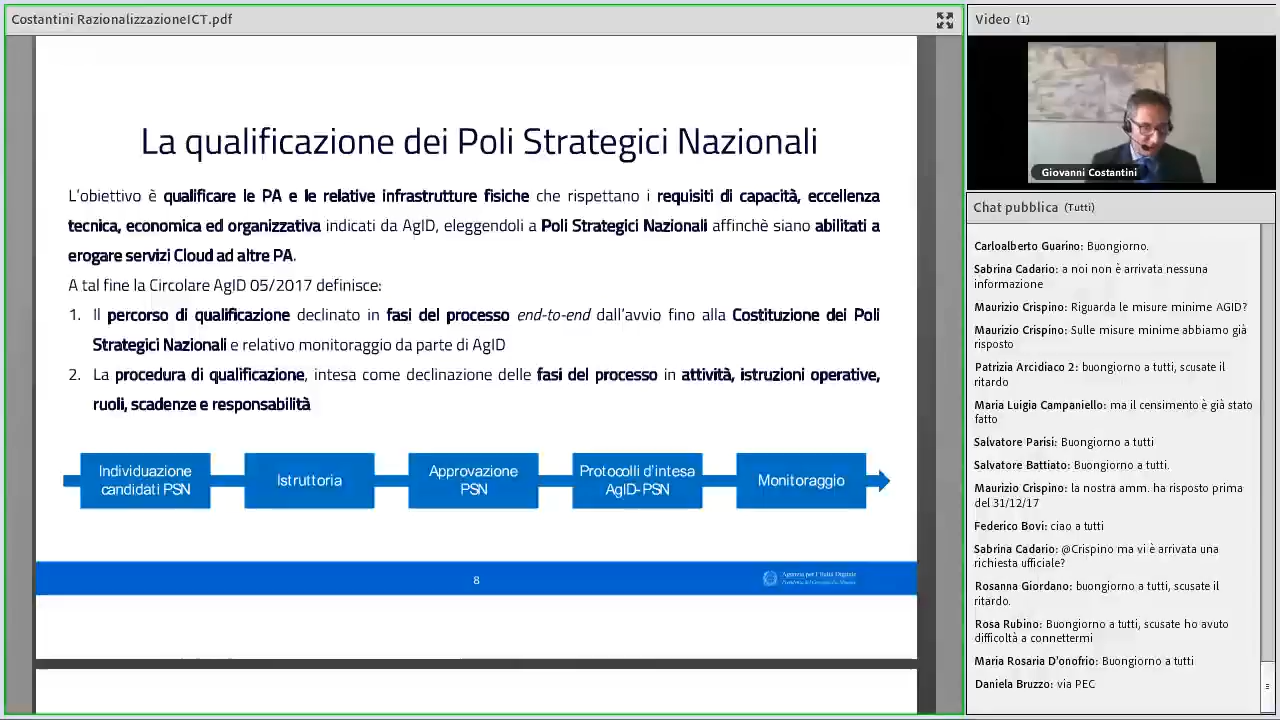 Costantini RazionalizzazioneICT.pdf
La qualificazione dei Poli Strategici Nazionali
L'obiettivo è qualificare le PA e le relative infrastrutture fisiche che rispettano i requisiti di capacità, eccellenza
tecnica, economica ed organizzativa indicati da AgID, eleggendoli a Poli Strategici Nazionali affinchè siano abilitati a
erogare servizi Cloud ad altre PA.
A tal fine la Circolare AgID 05/2017 definisce:
1. Il percorso di qualificazione declinato in fasi del processo end-to-end dall'avvio fino alla Costituzione dei Poli
Strategici Nazionali e relativo monitoraggio da parte di AgID
2. La procedura di qualificazione, intesa come declinazione delle fasi del processo in attività, istruzioni operative,
ruoli, scadenze e responsabilità
Individuazione
candidati PSN
Istruttoria
Approvazione
PSN
Protocolli d'intesa
AgID-PSN
Monitoraggio
8
Agenzia per l'Italia Digitale
Presidenza del Consiglio dei Ministri
Video (1)
Giovanni Costantini
Chat pubblica (Tutti)
Carloalberto Guarino: Buongiorno.
Sabrina Cadario: a noi non è arrivata nessuna
informazione
Maurizio Crispino: Riguarda le misure minime AGID?
Maurizio Crispino: Sulle misure minime abbiamo già
risposto
Patrizia Arcidiaco 2: buongiorno a tutti, scusate il
ritardo
Maria Luigia Campaniello: ma il censimento è già stato
fatto
Salvatore Parisi: Buongiorno a tutti
Salvatore Battiato: Buongiorno a tutti.
Maurizio Crispino: la nostra amm. ha risposto prima
del 31/12/17
Federico Bovi: ciao a tutti
Sabrina Cadario: @Crispino ma vi è arrivata una
richiesta ufficiale?
Rosanna Giordano: buongiorno a tutti, scusate il
ritardo.
Rosa Rubino: Buongiorno a tutti, scusate ho avuto
difficoltà a connettermi
Maria Rosaria D'onofrio: Buongiorno a tutti
Daniela Bruzzo: via PEC